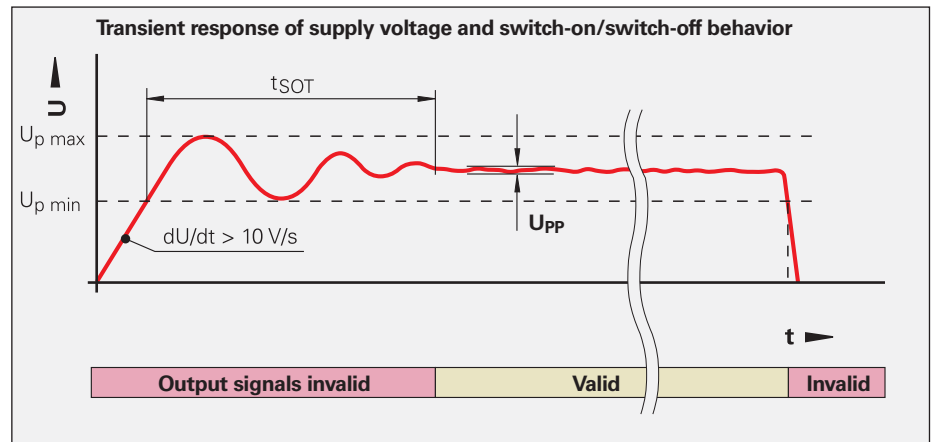 Transient response of supply voltage and switch-on/switch-off behavior
U
tSOT
Up max
Up min
UPP
dU/dt > 10 V/s
t
Output signals invalid
Valid
Invalid